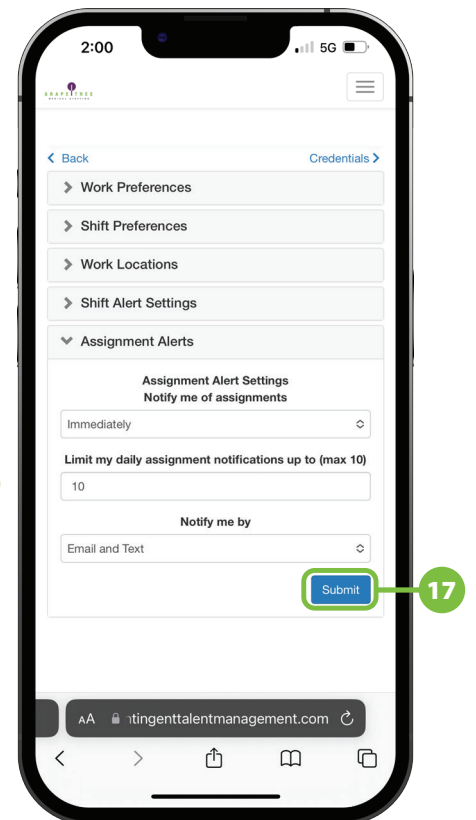 2:00
5G
GRAPETREE
MEDICAL STAFFING
Back
Credentials
Work Preferences
Shift Preferences
Work Locations
Shift Alert Settings
Assignment Alerts
Assignment Alert Settings
Notify me of assignments
Immediately
Limit my daily assignment notifications up to (max 10)
10
Notify me by
Email and Text
Submit
17
AA
ntingenttalentmanagement.com